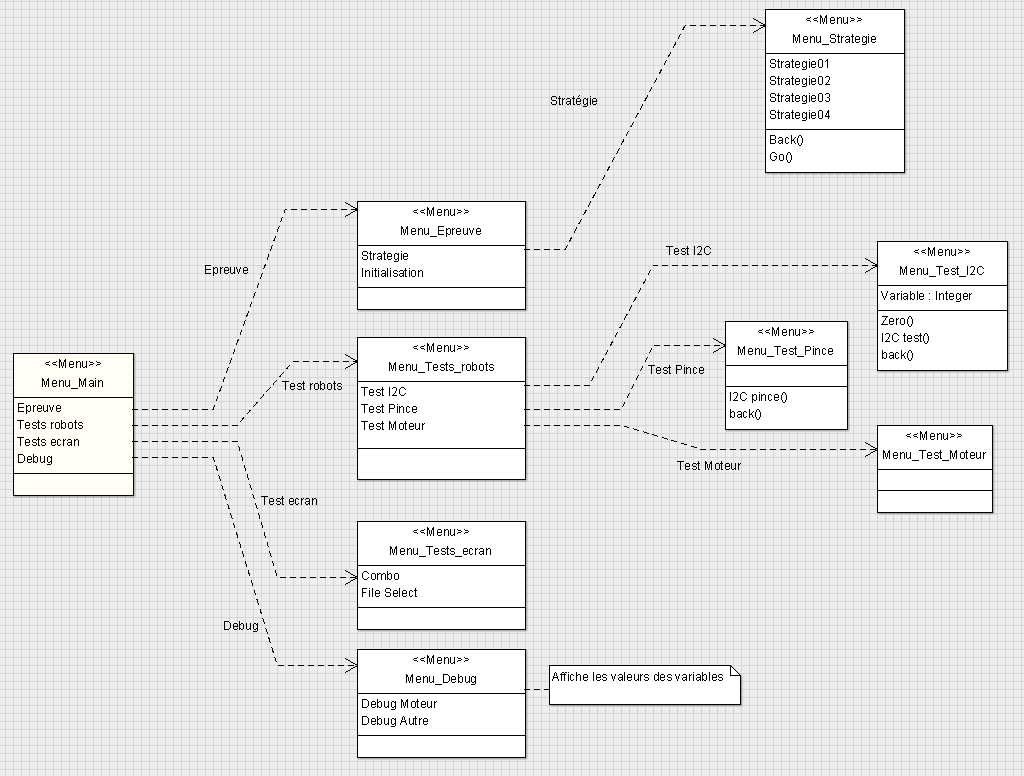 <<Menu>>
Menu_Strategie
Strategie01
Strategie02
Strategie03
Strategie04
Back()
Go()
Stratégie
<<Menu>>
Menu_Epreuve
Strategie
Initialisation
Epreuve
Test I2C
<<Menu>>
Menu_Test_I2C
Variable : Integer
Zero()
I2C test()
back()
<<Menu>>
Menu_Test_Pince
I2C pince()
back()
Test Pince
<<Menu>>
Menu_Tests_robots
Test I2C
Test Pince
Test Moteur
Test robots
<<Menu>>
Menu_Main
Epreuve
Tests robots
Tests ecran
Debug
<<Menu>>
Menu_Test_Moteur
Test Moteur
Test ecran
<<Menu>>
Menu_Tests_ecran
Combo
File Select
Debug
<<Menu>>
Menu_Debug
Debug Moteur
Debug Autre
Affiche les valeurs des variables